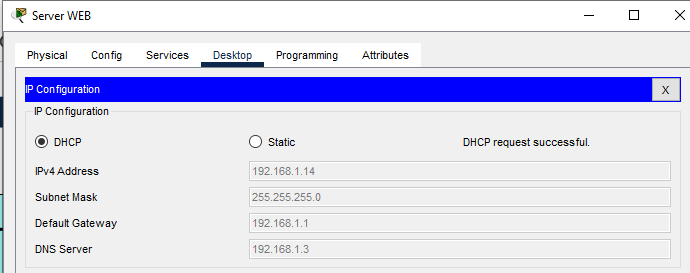 Server WEB
Physical Config Services Desktop Programming Attributes
IP Configuration X
IP Configuration
DHCP Static DHCP request successful.
IPv4 Address 192.168.1.14
Subnet Mask 255.255.255.0
Default Gateway 192.168.1.1
DNS Server 192.168.1.3